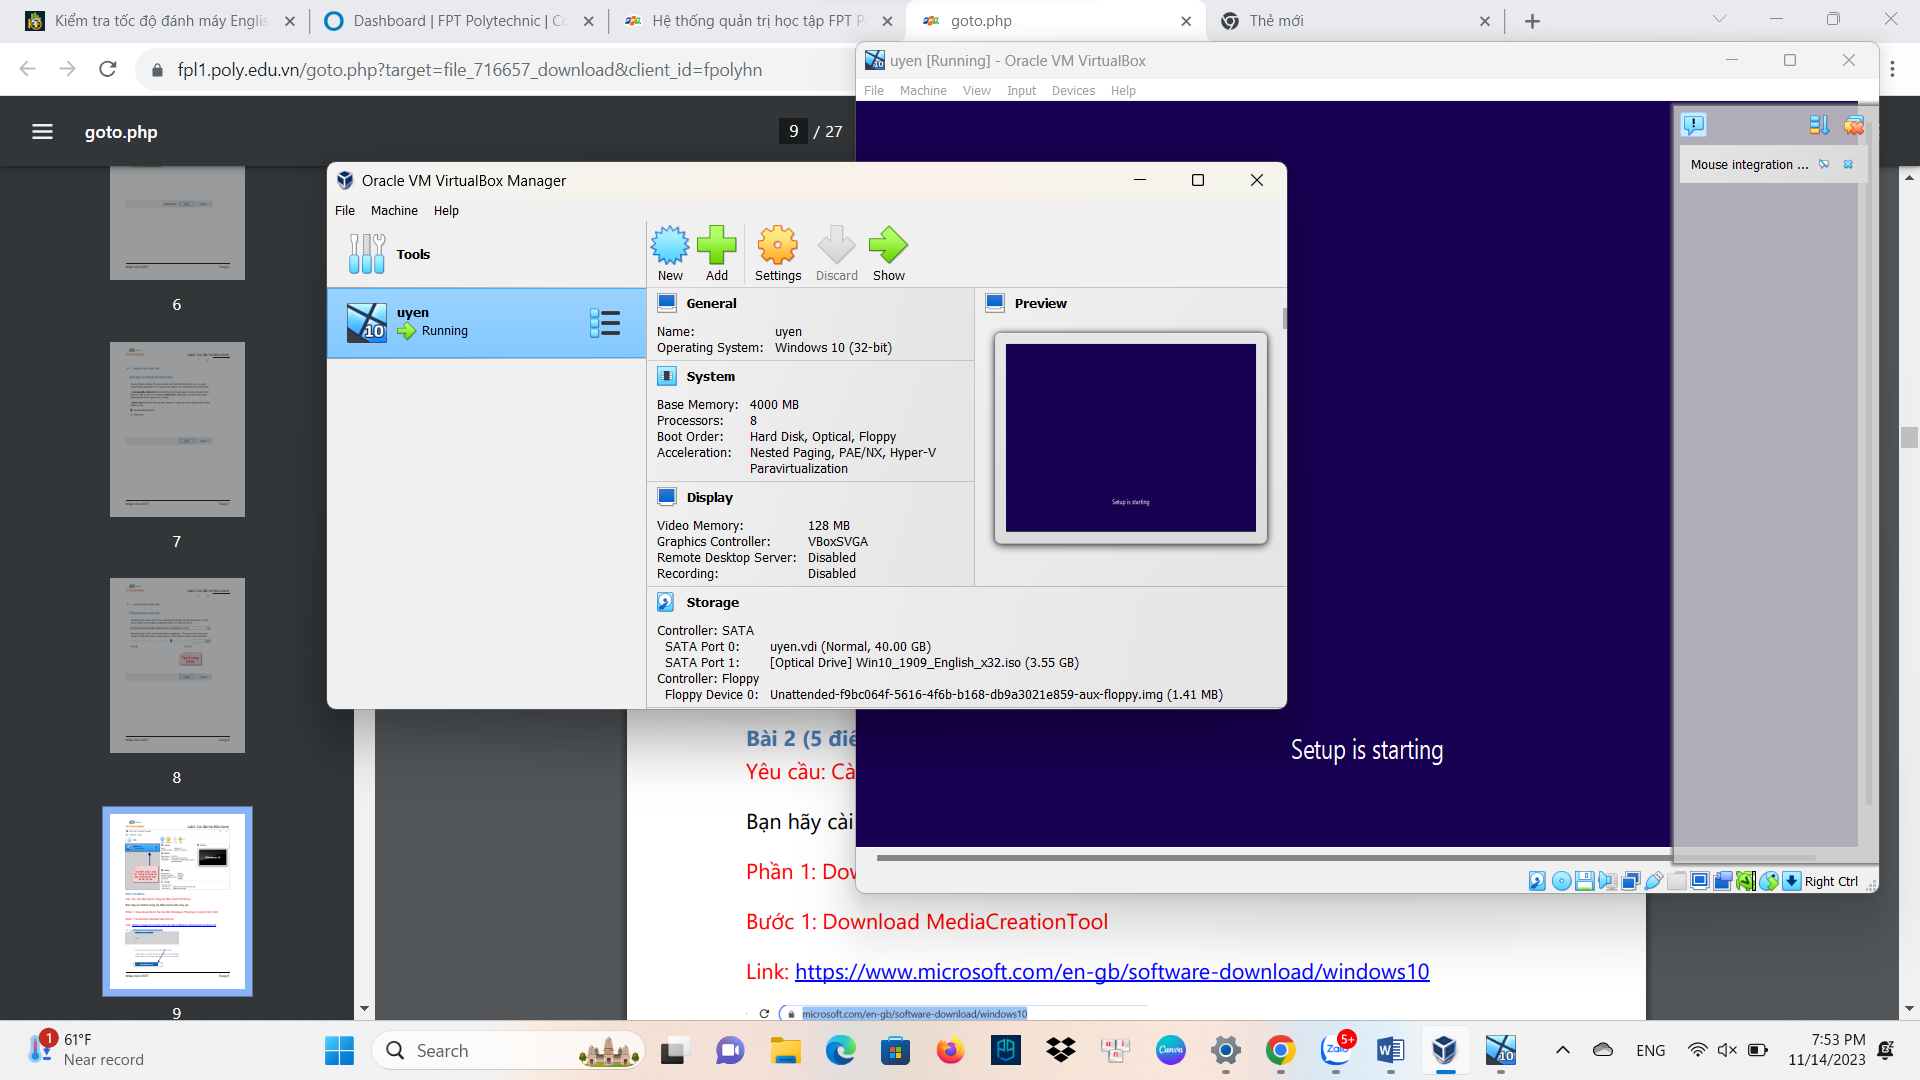 Kiểm tra tốc độ đánh máy Englis
Dashboard | FPT Polytechnic | Co
Hệ thống quản trị học tập FPT P
goto.php
Thẻ mới
fpl1.poly.edu.vn/goto.php?target=file_716657_download&client_id=fpolyhn
goto.php
9 / 27
6
7
8
9
uyen [Running] - Oracle VM VirtualBox
File Machine View Input Devices Help
Mouse integration ...
Setup is starting
Right Ctrl
Oracle VM VirtualBox Manager
File Machine Help
Tools
New Add Settings Discard Show
uyen
Running
10
General
Name: uyen
Operating System: Windows 10 (32-bit)
System
Base Memory: 4000 MB
Processors: 8
Boot Order: Hard Disk, Optical, Floppy
Acceleration: Nested Paging, PAE/NX, Hyper-V
Paravirtualization
Display
Video Memory: 128 MB
Graphics Controller: VBoxSVGA
Remote Desktop Server: Disabled
Recording: Disabled
Preview
Setup is starting
Storage
Controller: SATA
SATA Port 0: uyen.vdi (Normal, 40.00 GB)
SATA Port 1: [Optical Drive] Win10_1909_English_x32.iso (3.55 GB)
Controller: Floppy
Floppy Device 0: Unattended-f9bc064f-5616-4f6b-b168-db9a3021e859-aux-floppy.img (1.41 MB)
Bài 2 (5 điể
Yêu cầu: Cà
Bạn hãy cài
Phần 1: Dow
Bước 1: Download MediaCreationTool
Link: https://www.microsoft.com/en-gb/software-download/windows10
microsoft.com/en-gb/software-download/windows10
1
61°F
Near record
Search
Canva
Zalo
5+
10
ENG
7:53 PM
11/14/2023